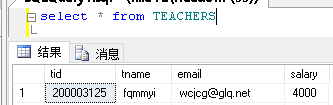 select * from TEACHERS
结果 消息
tid tname email salary
1 200003125 fqmmyi wcjcg@glq.net 4000